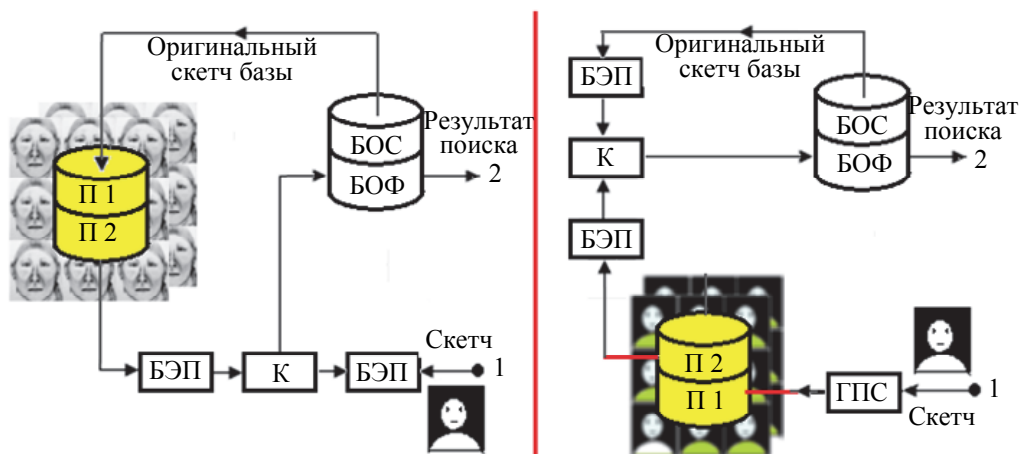 Оригинальный
скетч базы
БОС
БОФ
Результат
поиска
2
П 1
П 2
БЭП
К
БЭП
Скетч
1
Оригинальный
скетч базы
БЭП
К
БЭП
БОС
БОФ
Результат
поиска
2
П 2
П 1
ГПС
1
Скетч